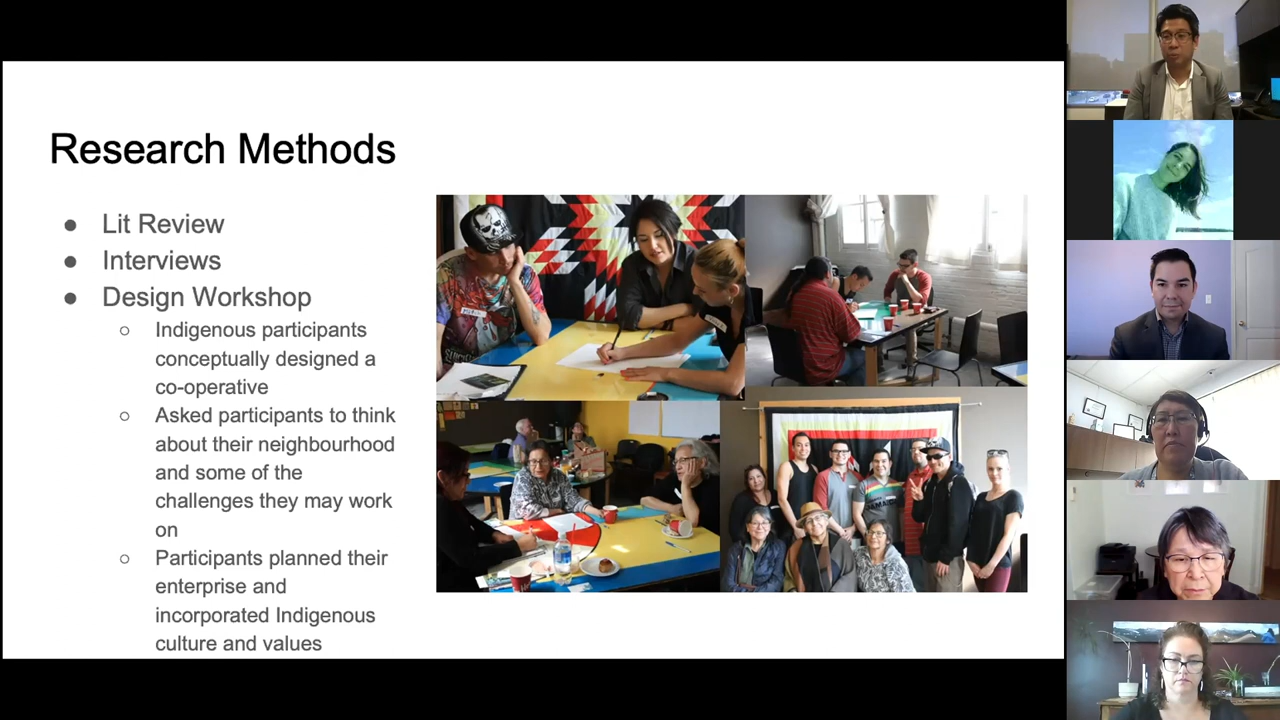 Research Methods
● Lit Review
● Interviews
● Design Workshop
○ Indigenous participants
conceptually designed a
co-operative
○ Asked participants to think
about their neighbourhood
and some of the
challenges they may work
on
○ Participants planned their
enterprise and
incorporated Indigenous
culture and values